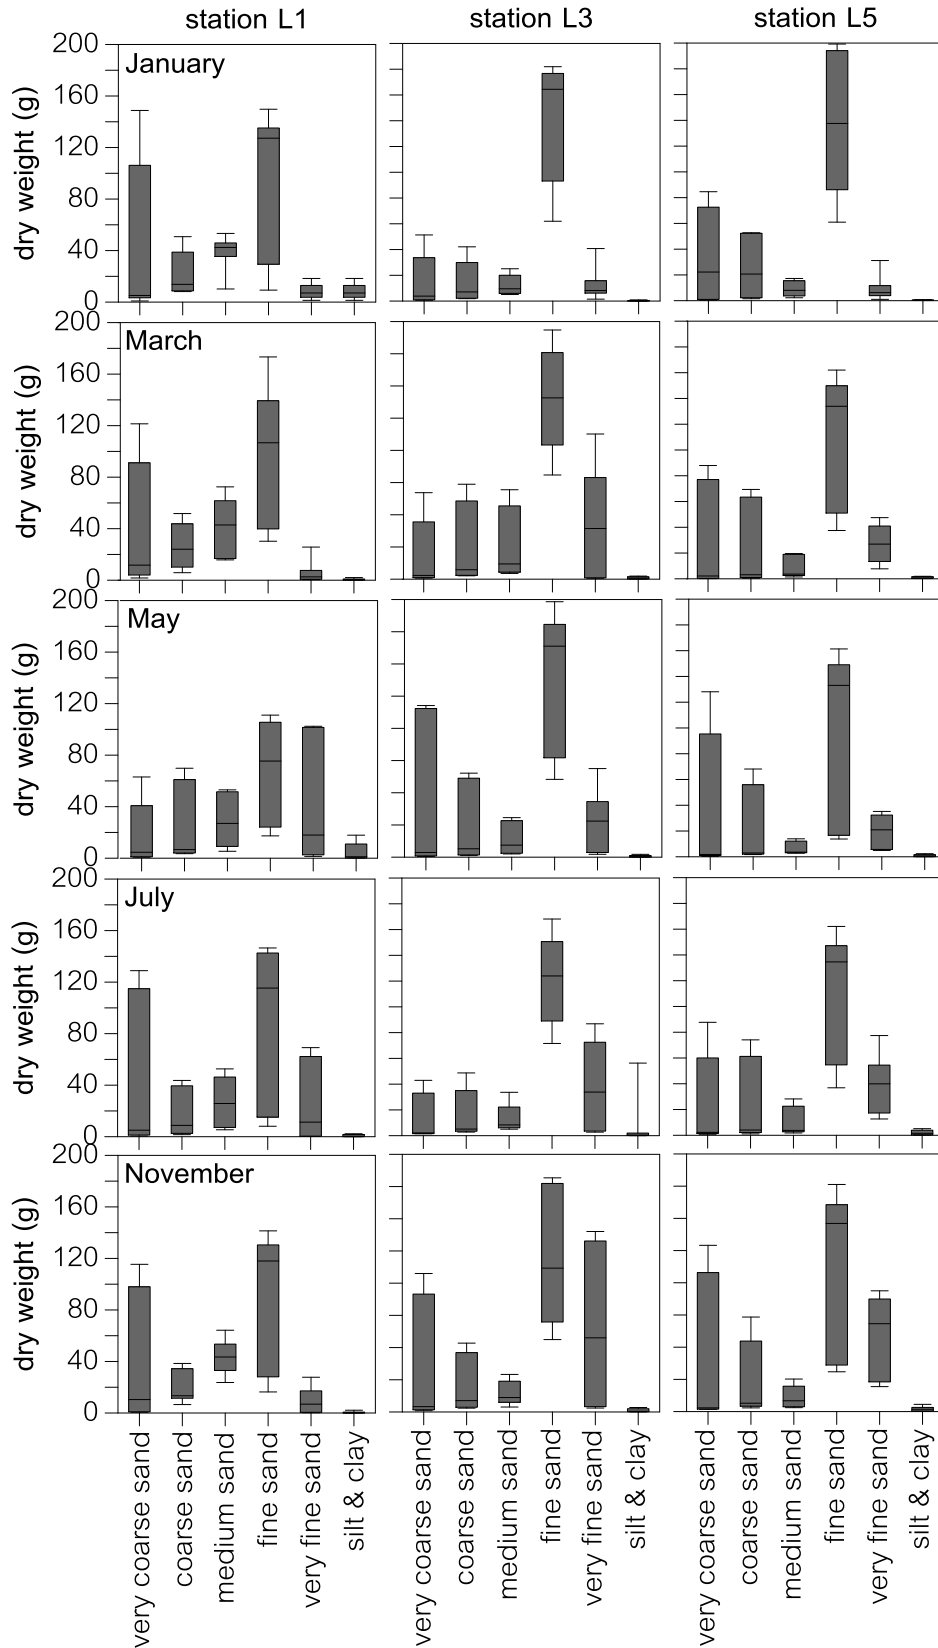 station L1 station L3 station L5
January
dry weight (g)
200
160
120
80
40
0
March
dry weight (g)
200
160
120
80
40
0
May
dry weight (g)
200
160
120
80
40
0
July
dry weight (g)
200
160
120
80
40
0
November
dry weight (g)
200
160
120
80
40
0
very coarse sand
coarse sand
medium sand
fine sand
very fine sand
silt & clay
very coarse sand
coarse sand
medium sand
fine sand
very fine sand
silt & clay
very coarse sand
coarse sand
medium sand
fine sand
very fine sand
silt & clay